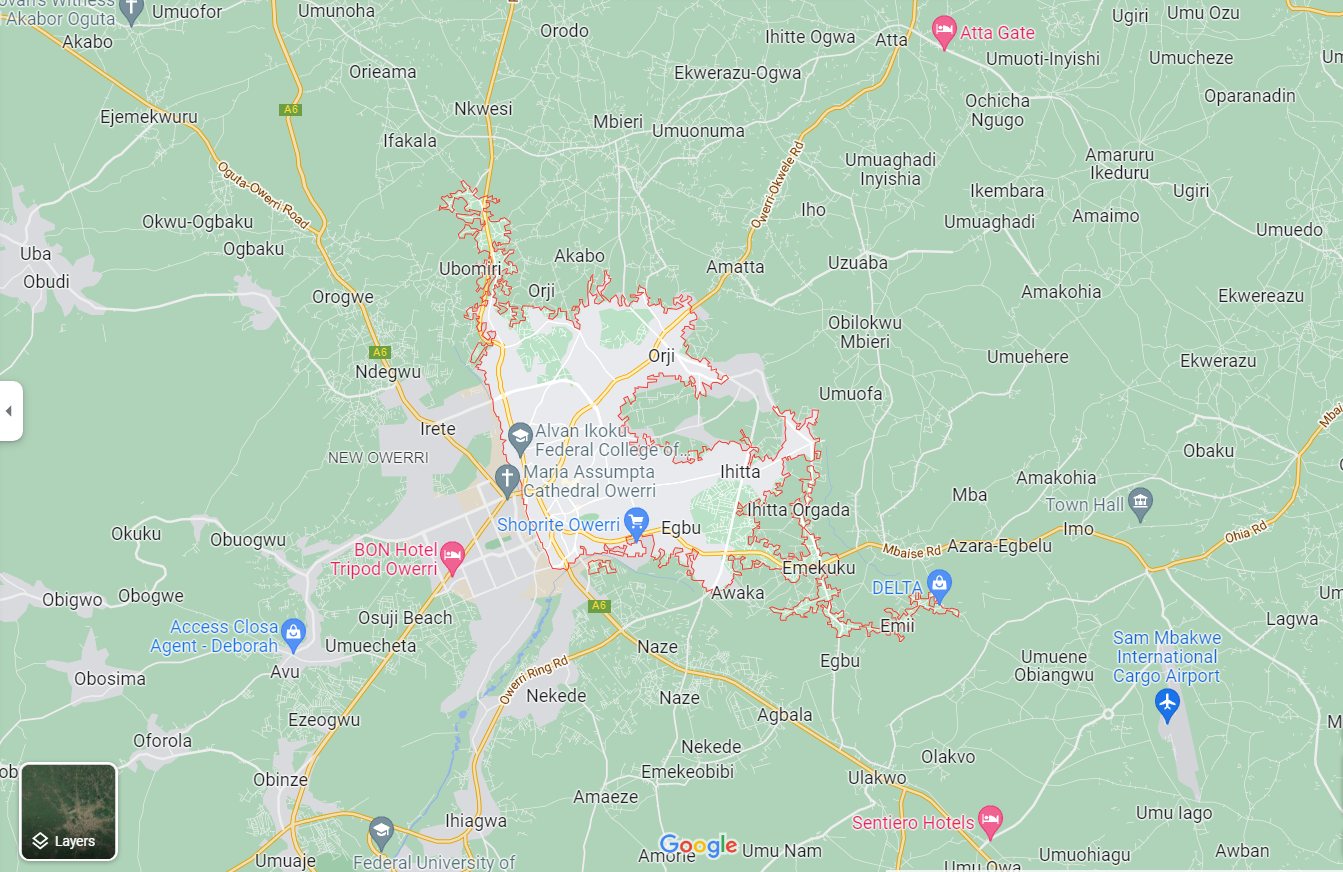 Akabor Oguta
Umuofor
Umunoha
Orodo
Ihitte Ogwa
Atta
Atta Gate
Ugiri
Umu Ozu
Akabo
Orieama
Ekwerazu-Ogwa
Umuoti-Inyishi
Umucheze
Ejemekwuru
A6
Nkwesi
Mbieri
Umuonuma
Ochicha
Ngugo
Oparanadin
Ifakala
Umuaghadi
Inyishia
Amaruru
Ikeduru
Oguta-Owerri Road
Owerri-Okwele Rd
Ikembara
Ugiri
Okwu-Ogbaku
Iho
Umuaghadi
Amaimo
Umuedo
Uba
Ogbaku
Akabo
Ubomiri
Amatta
Uzuaba
Obudi
Orogwe
Orji
Amakohia
Ekwereazu
Obilokwu
Mbieri
A6
Orji
Umuehere
Ekwerazu
Ndegwu
Umuofa
Irete
Alvan Ikoku
Federal College of...
NEW OWERRI
Maria Assumpta
Cathedral Owerri
Ihitta
Obaku
Amakohia
Mba
Town Hall
Ihitta Orgada
Shoprite Owerri
Egbu
Imo
Okuku
Obuogwu
BON Hotel
Tripod Owerri
Mbaise Rd
Azara-Egbelu
Ohia Rd
Emekuku
DELTA
Obigwo
Obogwe
A6
Awaka
Osuji Beach
Emii
Lagwa
Access Closa
Agent - Deborah
Umuecheta
Naze
Egbu
Umuene
Obiangwu
Sam Mbakwe
International
Cargo Airport
Avu
Obosima
Owerri Ring Rd
Nekede
Naze
Ezeogwu
Agbala
Oforola
Nekede
Olakvo
Obinze
Emekeobibi
Ulakwo
Amaeze
Layers
Ihiagwa
Sentiero Hotels
Umu Iago
Google
Umuaje
Federal University of
Amorie
Umu Nam
Umu Owa
Umuohiagu
Awban